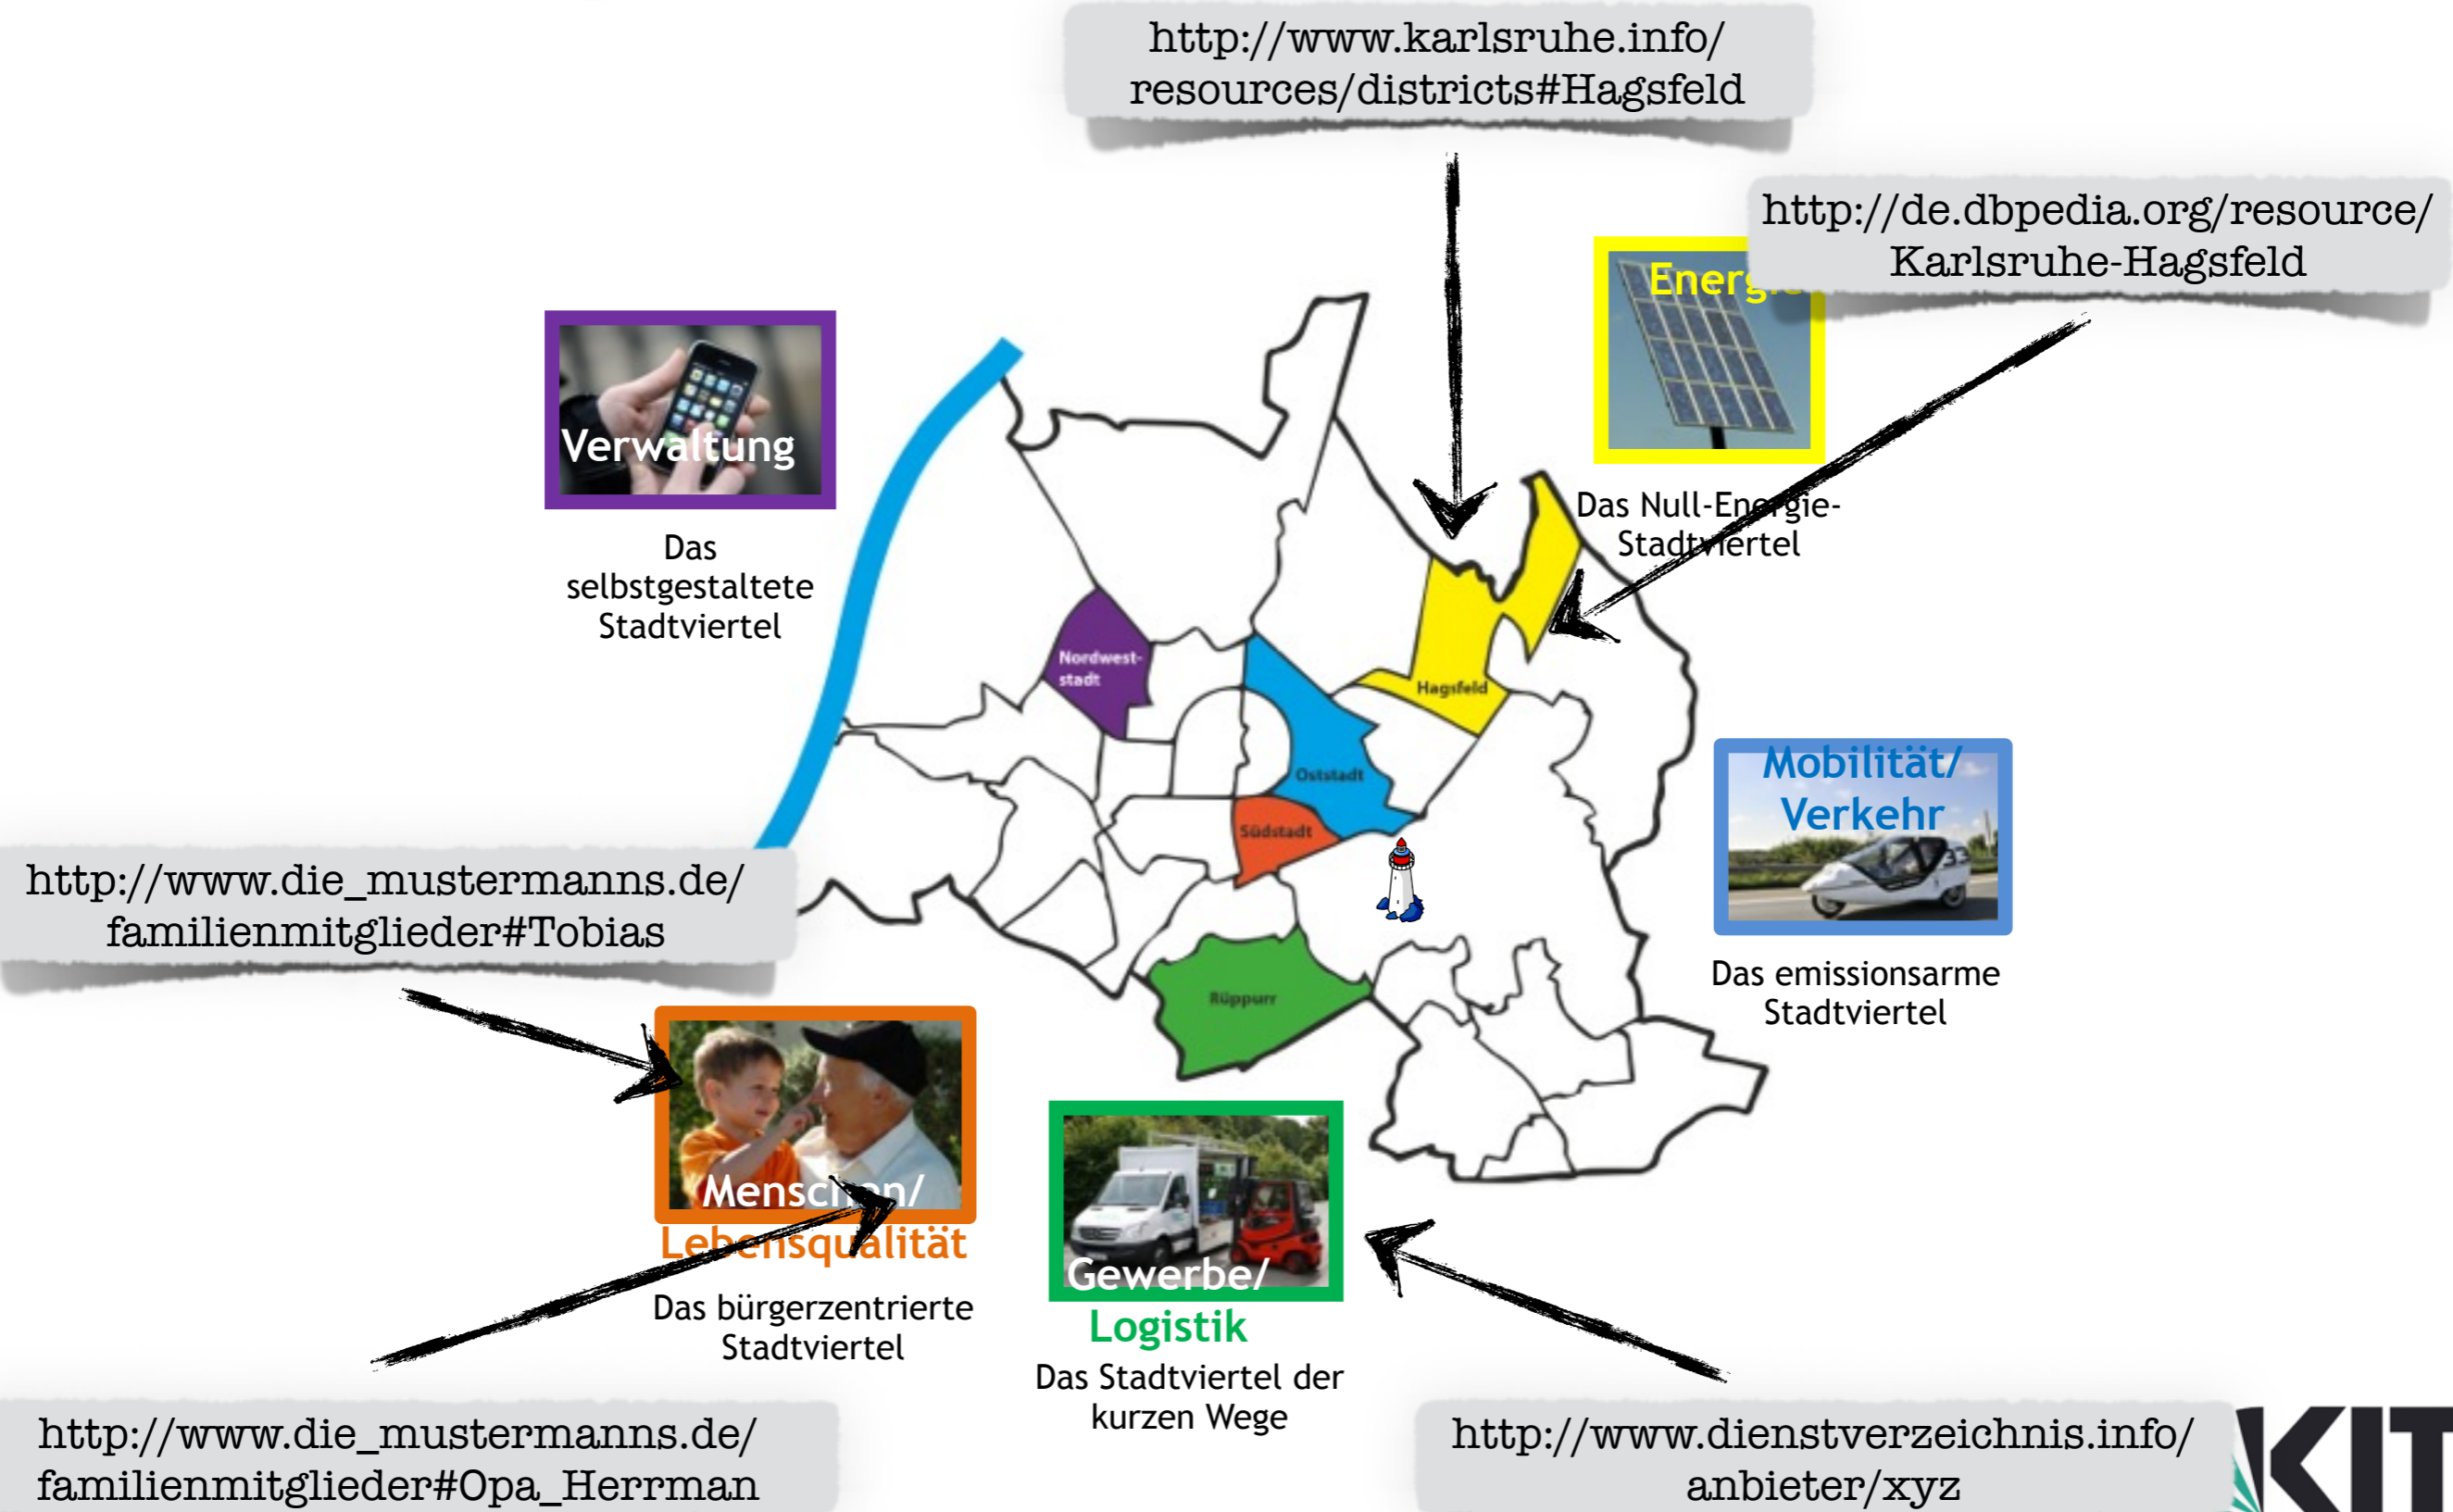 http://www.karlsruhe.info/
resources/districts#Hagsfeld
http://de.dbpedia.org/resource/
Karlsruhe-Hagsfeld
Energie
Das Null-Energie-
Stadtviertel
Verwaltung
Das
selbstgestaltete
Stadtviertel
Nordwest-
stadt
Hagsfeld
Oststadt
Südstadt
Rüppurr
Mobilität/
Verkehr
Das emissionsarme
Stadtviertel
http://www.die_mustermanns.de/
familienmitglieder#Tobias
Menschen/
Lebensqualität
Das bürgerzentrierte
Stadtviertel
Gewerbe/
Logistik
Das Stadtviertel der
kurzen Wege
http://www.die_mustermanns.de/
familienmitglieder#Opa_Herrman
http://www.dienstverzeichnis.info/
anbieter/xyz
KIT